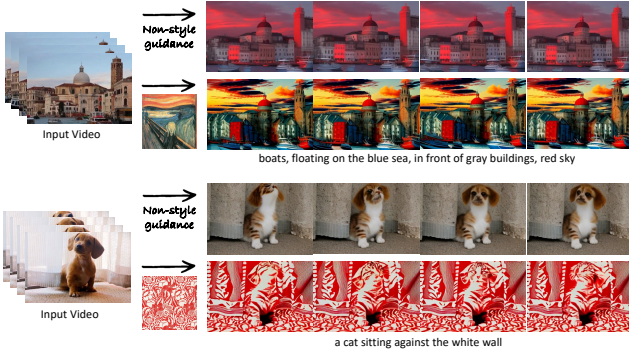 Non-style
guidance
Input Video
boats, floating on the blue sea, in front of gray buildings, red sky
Non-style
guidance
Input Video
a cat sitting against the white wall